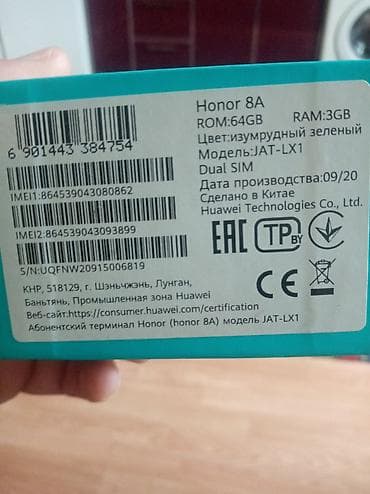 Honor 8A
ROM:64GB RAM:3GB
Цвет:изумрудный зеленый
Модель:JAT-LX1
Dual SIM
Дата производства:09/20
Сделано в Китае
Huawei Technologies Co., Ltd.
6 901443 384754
IMEI1:864539043080862
IMEI2:864539043093899
S/N:UQFNW20915006819
EAC TP BY
CE
КНР, 518129, г. Шэньчжэнь, Лунган,
Баньтянь, Промышленная зона Huawei
Веб-сайт:https://consumer.huawei.com/certification
Абонентский терминал Honor (honor 8A) модель JAT-LX1